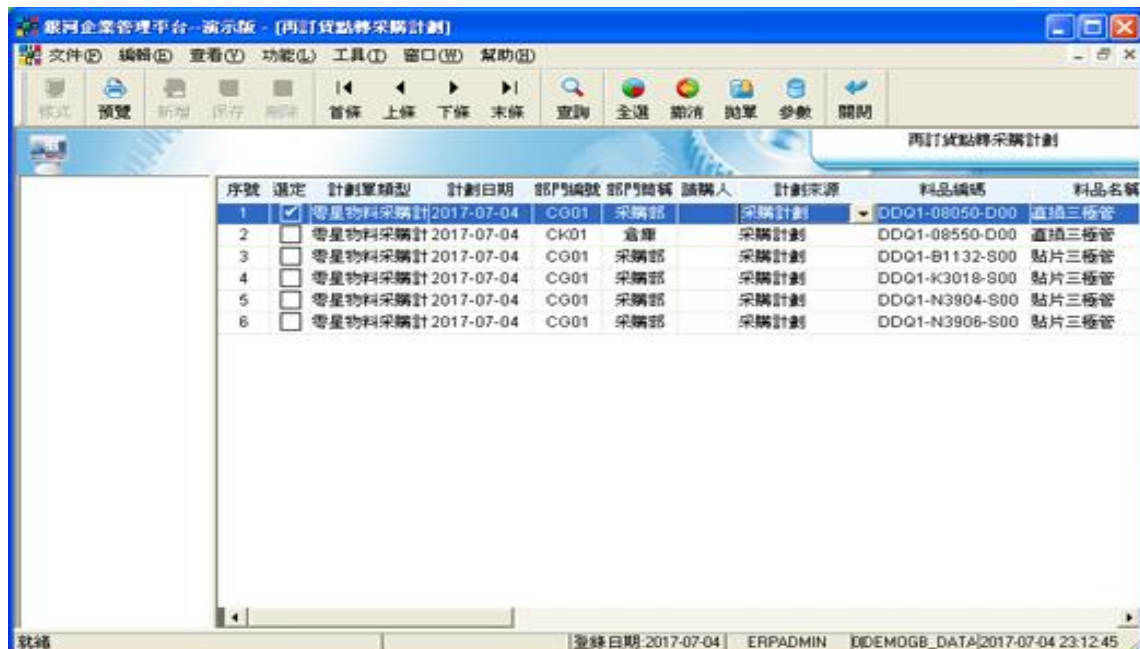 銀河企業管理平台--演示版 - [再訂貨點轉采購計劃]
文件(F) 編輯(E) 查看(V) 功能(L) 工具(T) 窗口(W) 幫助(H)
格式 預覽 新增 保存 刪除 首條 上條 下條 末條 查詢 全選 撤消 拋單 參數 關閉
再訂貨點轉采購計劃
序號 選定 計劃單類型 計劃日期 部門編號 部門簡稱 請購人 計劃來源 料品編碼 料品名稱
1 零星物料采購計 2017-07-04 CG01 采購部 采購計劃 DDQ1-08050-D00 直插三極管
2 零星物料采購計 2017-07-04 CK01 倉庫 采購計劃 DDQ1-08550-D00 直插三極管
3 零星物料采購計 2017-07-04 CG01 采購部 采購計劃 DDQ1-B1132-S00 貼片三極管
4 零星物料采購計 2017-07-04 CG01 采購部 采購計劃 DDQ1-K3018-S00 貼片三極管
5 零星物料采購計 2017-07-04 CG01 采購部 采購計劃 DDQ1-N3904-S00 貼片三極管
6 零星物料采購計 2017-07-04 CG01 采購部 采購計劃 DDQ1-N3906-S00 貼片三極管
就緒 登錄日期:2017-07-04 ERPADMIN DEMOGB_DATA 2017-07-04 23:12:45